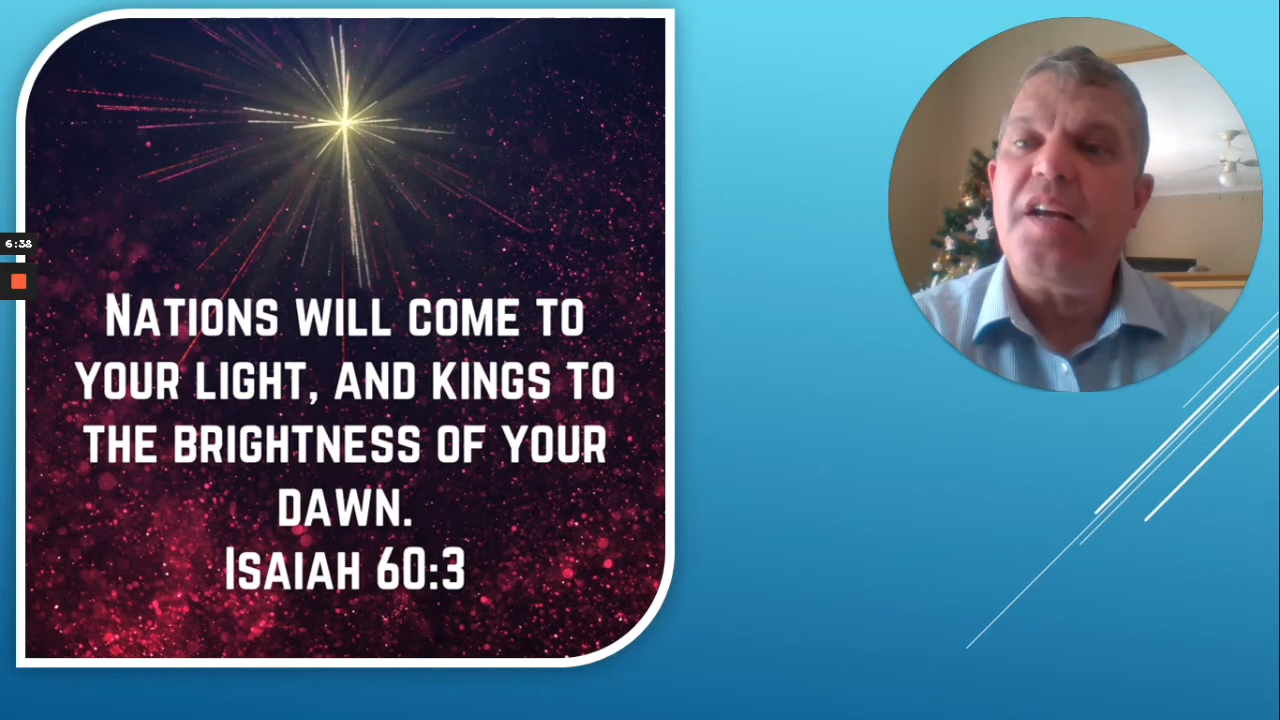 Nations will come to
your light, and kings to
the brightness of your
dawn.
Isaiah 60:3
6:38